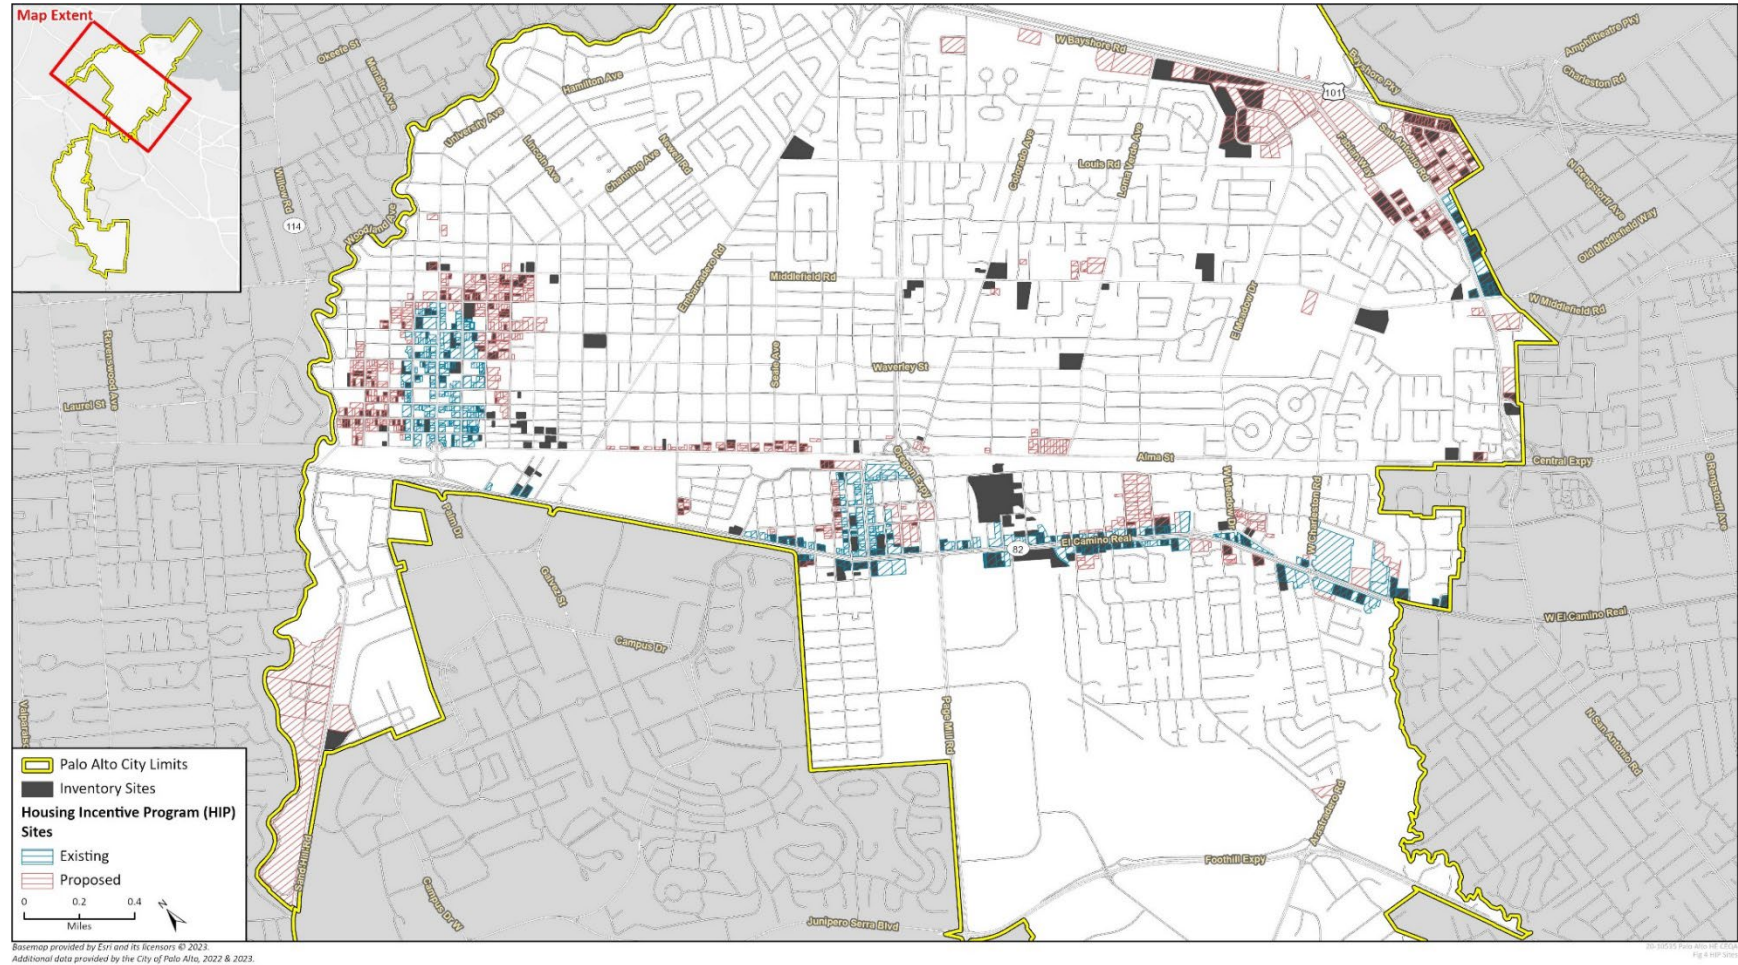 Map Extent
Okeefe St
Manalto Ave
Hamilton Ave
University Ave
Lincoln Ave
Channing Ave
Newell Rd
Willow Rd
114
Woodland Ave
Embarcadero Rd
Middlefield Rd
Colorado Ave
Louis Rd
Loma Verde Ave
W Bayshore Rd
101
Bayshore Pky
Amphitheatre Pky
Charleston Rd
San Antonio Rd
Fabian Way
N Rengstorff Ave
Old Middlefield Way
W Middlefield Rd
E Meadow Dr
Ravenswood Ave
Laurel St
Seale Ave
Waverley St
Oregon Expy
Alma St
Central Expy
S Rengstorff Ave
W Meadow Dr
W Charleston Rd
82
El Camino Real
W El Camino Real
Palm Dr
Galvez St
Campus Dr
Page Mill Rd
N San Antonio Rd
Arastradero Rd
Foothill Expy
Sand Hill Rd
Campus Dr W
Junipero Serra Blvd
Palo Alto City Limits
Inventory Sites
Housing Incentive Program (HIP)
Sites
Existing
Proposed
0 0.2 0.4
Miles
N
Basemap provided by Esri and its licensors © 2023.
Additional data provided by the City of Palo Alto, 2022 & 2023.
Fig 4 HIP Sites